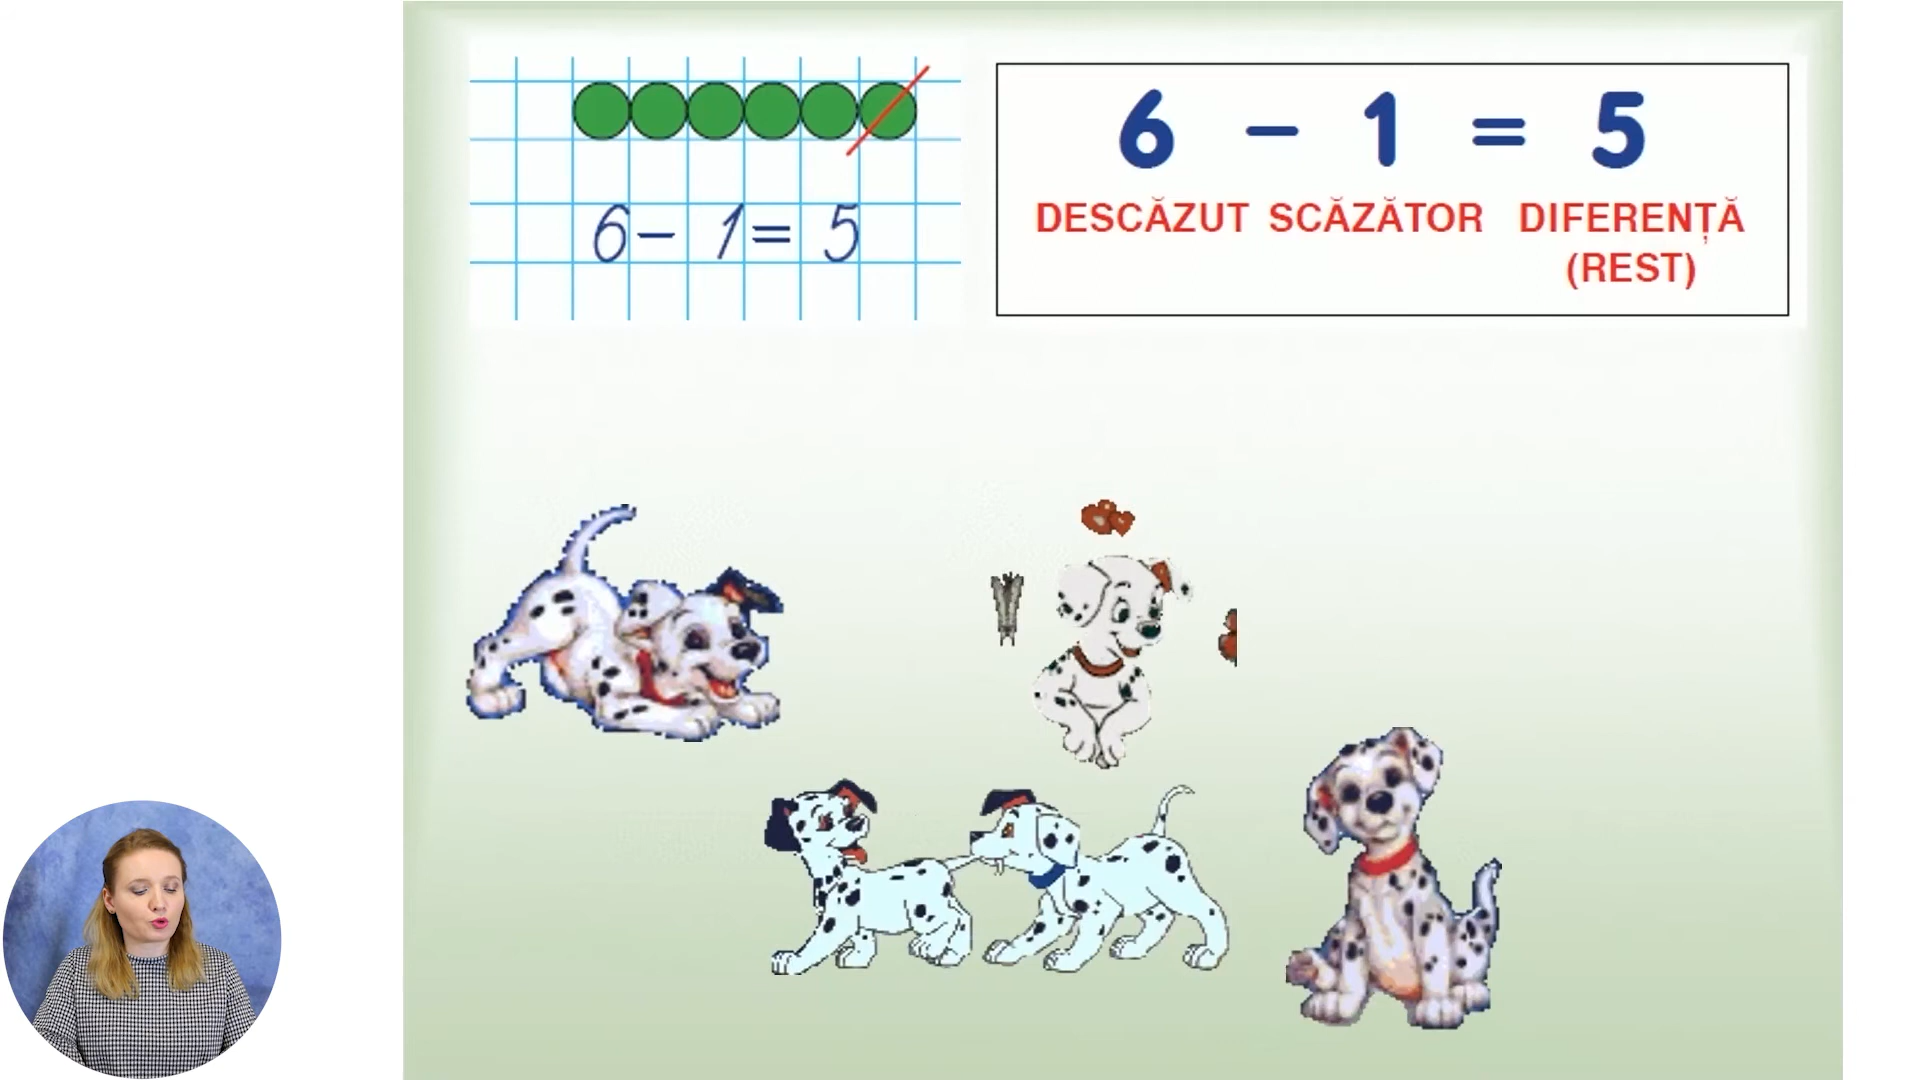 6 - 1 = 5
6 - 1 = 5
DESCĂZUT SCĂZĂTOR DIFERENȚĂ
(REST)